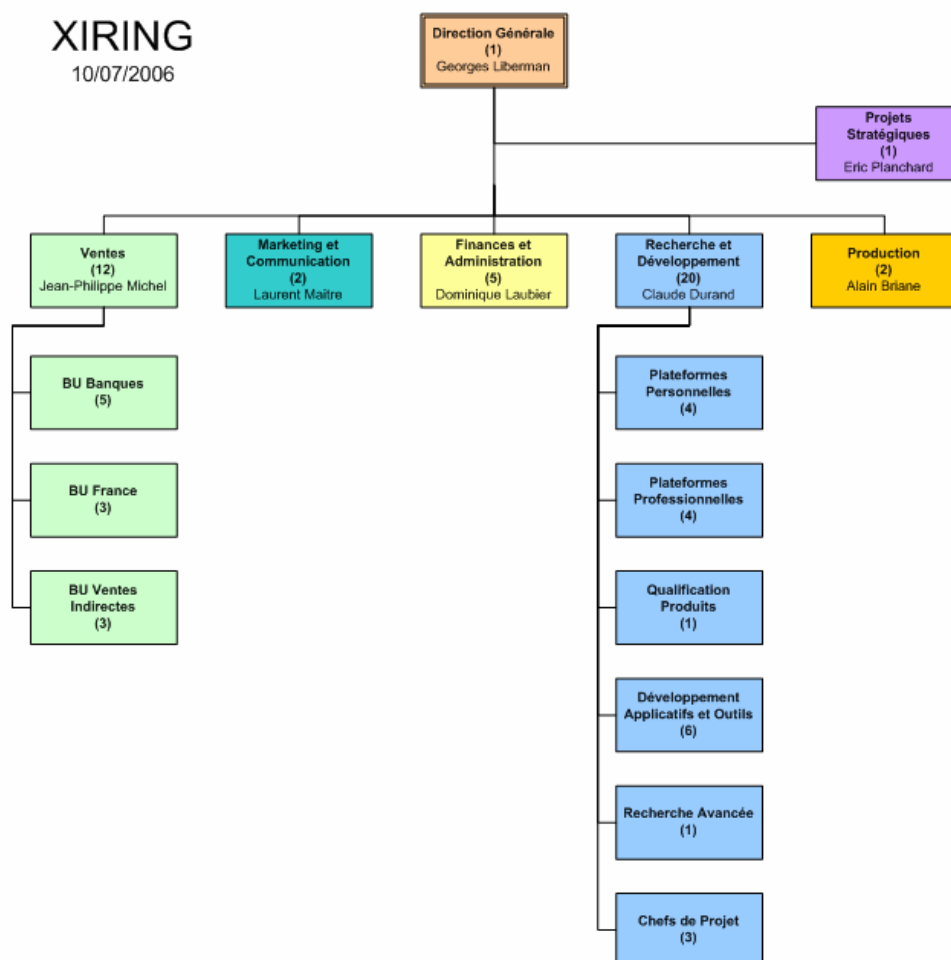 XIRING
10/07/2006
Direction Générale
(1)
Georges Liberman
Projets
Stratégiques
(1)
Eric Planchard
Ventes
(12)
Jean-Philippe Michel
Marketing et
Communication
(2)
Laurent Maitre
Finances et
Administration
(5)
Dominique Laubier
Recherche et
Développement
(20)
Claude Durand
Production
(2)
Alain Briane
BU Banques
(5)
BU France
(3)
BU Ventes
Indirectes
(3)
Plateformes
Personnelles
(4)
Plateformes
Professionnelles
(4)
Qualification
Produits
(1)
Développement
Applicatifs et Outils
(6)
Recherche Avancée
(1)
Chefs de Projet
(3)